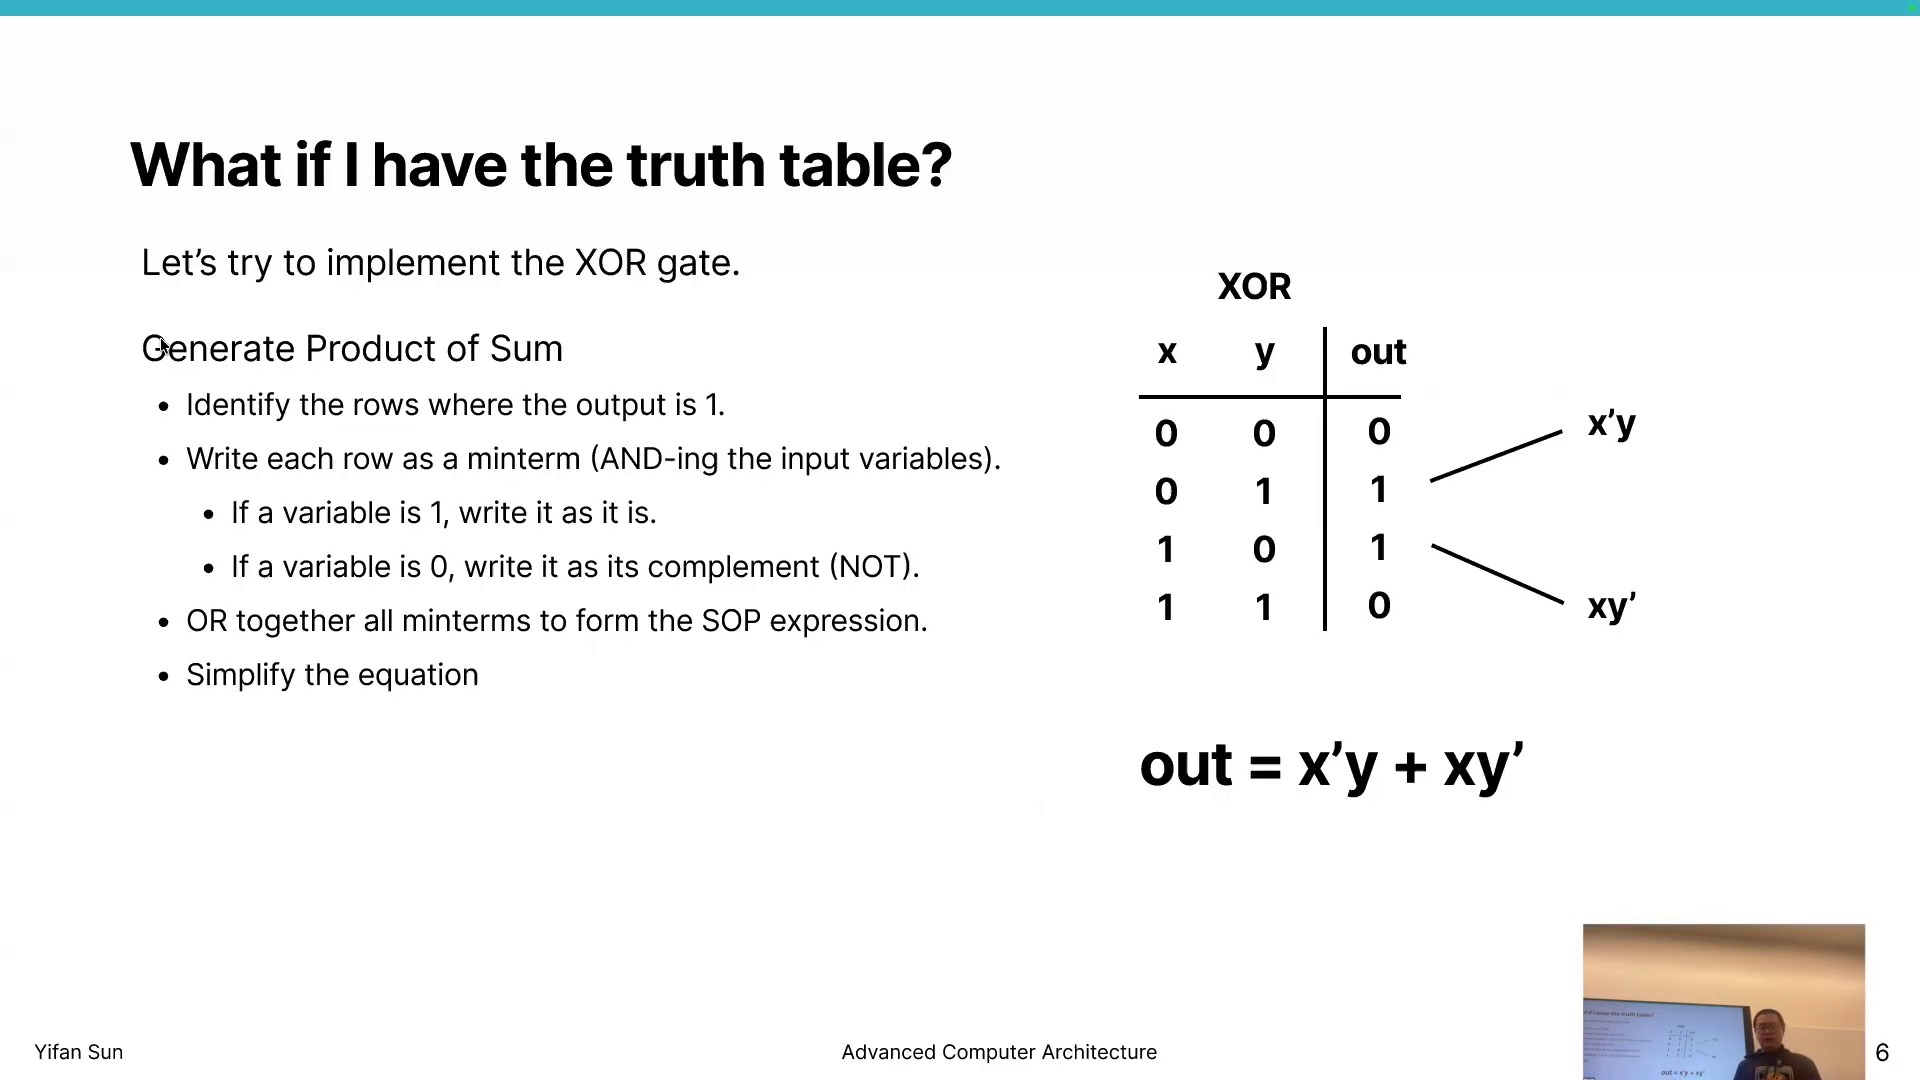 What if I have the truth table?
Let's try to implement the XOR gate.
Generate Product of Sum
• Identify the rows where the output is 1.
• Write each row as a minterm (AND-ing the input variables).
• If a variable is 1, write it as it is.
• If a variable is 0, write it as its complement (NOT).
• OR together all minterms to form the SOP expression.
• Simplify the equation
XOR
x y out
0 0 0
0 1 1
1 0 1
1 1 0
x’y
xy’
out = x’y + xy’
Yifan Sun
Advanced Computer Architecture
6